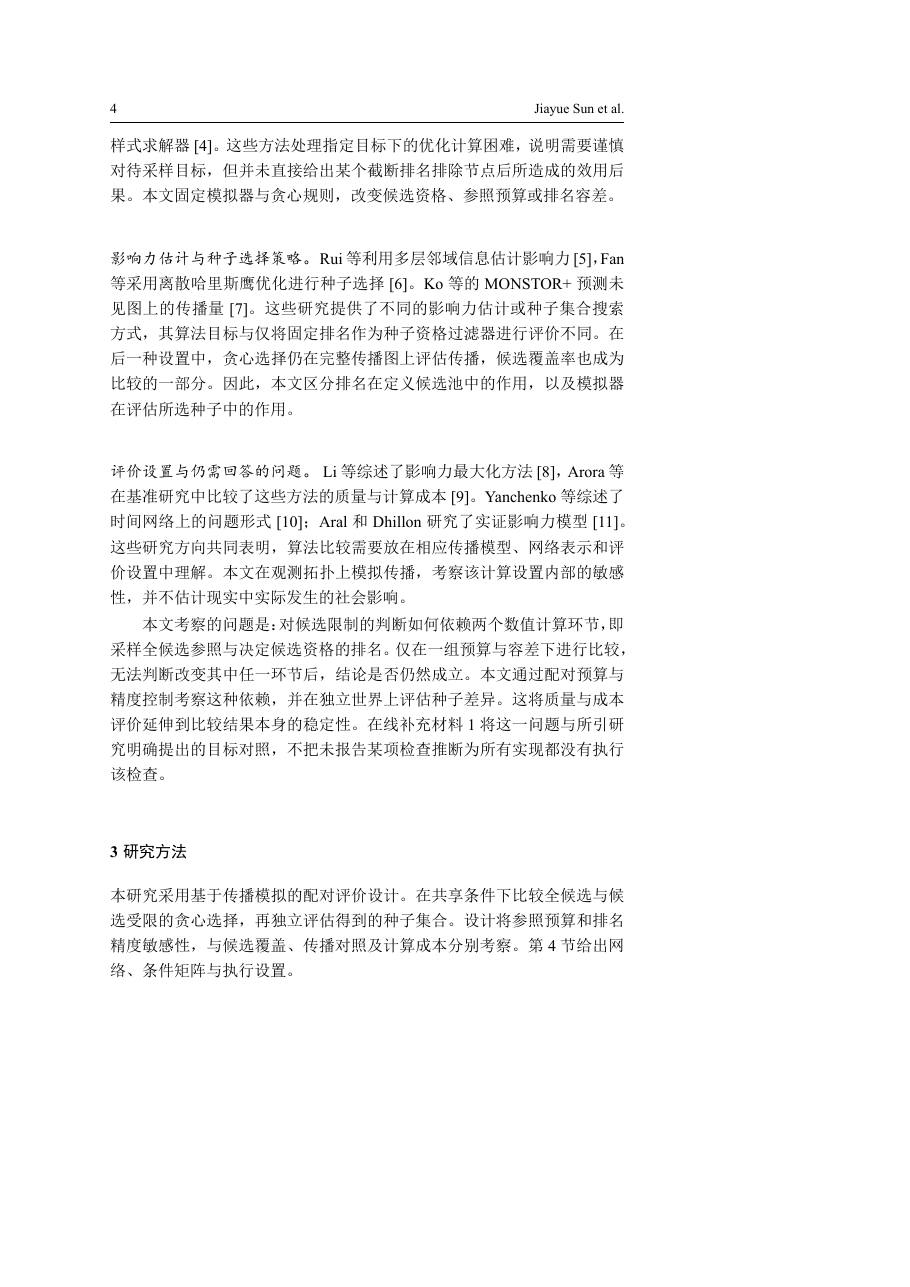 4
Jiayue Sun et al.
样式求解器 [4]。这些方法处理指定目标下的优化计算困难，说明需要谨慎
对待采样目标，但并未直接给出某个截断排名排除节点后所造成的效用后
果。本文固定模拟器与贪心规则，改变候选资格、参照预算或排名容差。
影响力估计与种子选择策略。Rui 等利用多层邻域信息估计影响力 [5]，Fan
等采用离散哈里斯鹰优化进行种子选择 [6]。Ko 等的 MONSTOR+ 预测未
见图上的传播量 [7]。这些研究提供了不同的影响力估计或种子集合搜索
方式，其算法目标与仅将固定排名作为种子资格过滤器进行评价不同。在
后一种设置中，贪心选择仍在完整传播图上评估传播，候选覆盖率也成为
比较的一部分。因此，本文区分排名在定义候选池中的作用，以及模拟器
在评估所选种子中的作用。
评价设置与仍需回答的问题。 Li 等综述了影响力最大化方法 [8]，Arora 等
在基准研究中比较了这些方法的质量与计算成本 [9]。Yanchenko 等综述了
时间网络上的问题形式 [10]；Aral 和 Dhillon 研究了实证影响力模型 [11]。
这些研究方向共同表明，算法比较需要放在相应传播模型、网络表示和评
价设置中理解。本文在观测拓扑上模拟传播，考察该计算设置内部的敏感
性，并不估计现实中实际发生的社会影响。
本文考察的问题是：对候选限制的判断如何依赖两个数值计算环节，即
采样全候选参照与决定候选资格的排名。仅在一组预算与容差下进行比较，
无法判断改变其中任一环节后，结论是否仍然成立。本文通过配对预算与
精度控制考察这种依赖，并在独立世界上评估种子差异。这将质量与成本
评价延伸到比较结果本身的稳定性。在线补充材料 1 将这一问题与所引研
究明确提出的目标对照，不把未报告某项检查推断为所有实现都没有执行
该检查。
3 研究方法
本研究采用基于传播模拟的配对评价设计。在共享条件下比较全候选与候
选受限的贪心选择，再独立评估得到的种子集合。设计将参照预算和排名
精度敏感性，与候选覆盖、传播对照及计算成本分别考察。第 4 节给出网
络、条件矩阵与执行设置。